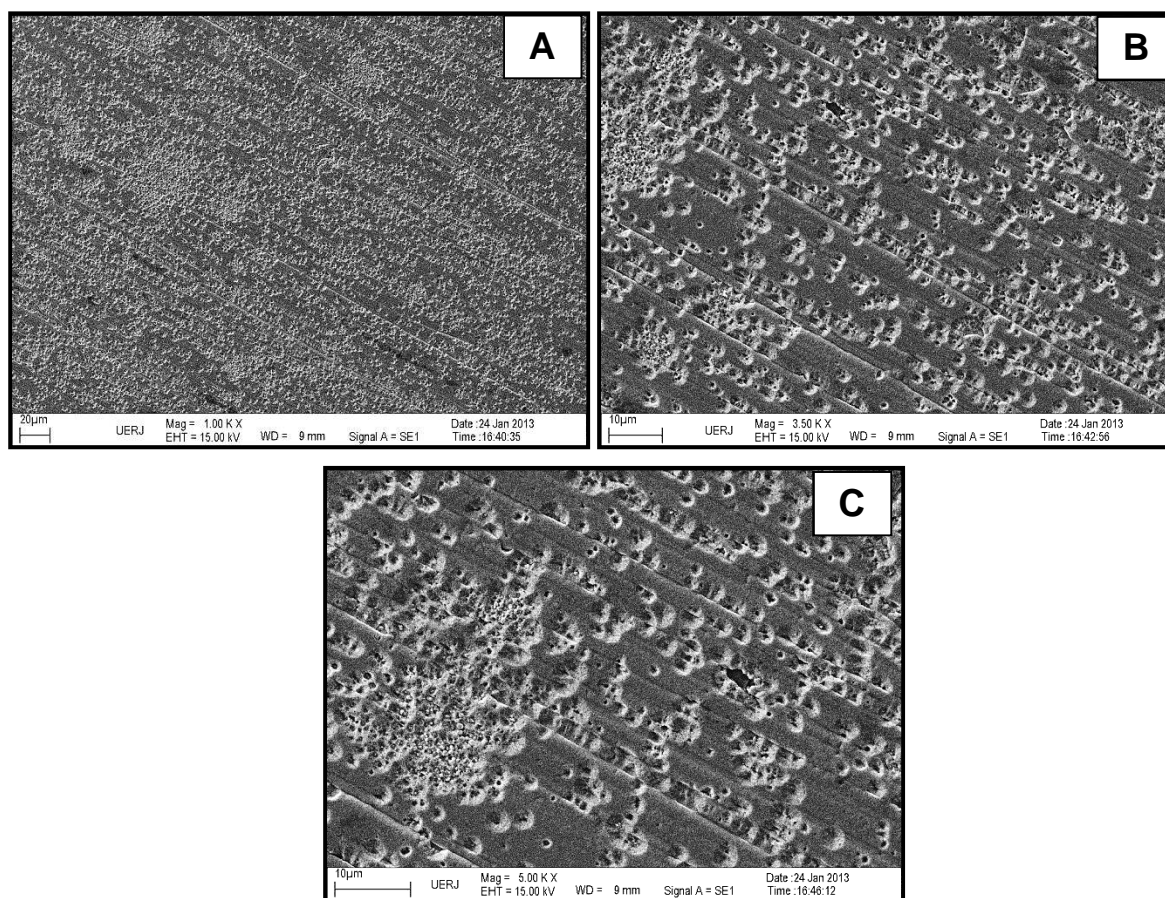 A
20µm
UERJ
Mag = 1.00 K X
EHT = 15.00 kV
WD = 9 mm
Signal A = SE1
Date :24 Jan 2013
Time :16:40:35
B
10µm
UERJ
Mag = 3.50 K X
EHT = 15.00 kV
WD = 9 mm
Signal A = SE1
Date :24 Jan 2013
Time :16:42:56
C
10µm
UERJ
Mag = 5.00 K X
EHT = 15.00 kV
WD = 9 mm
Signal A = SE1
Date :24 Jan 2013
Time :16:46:12